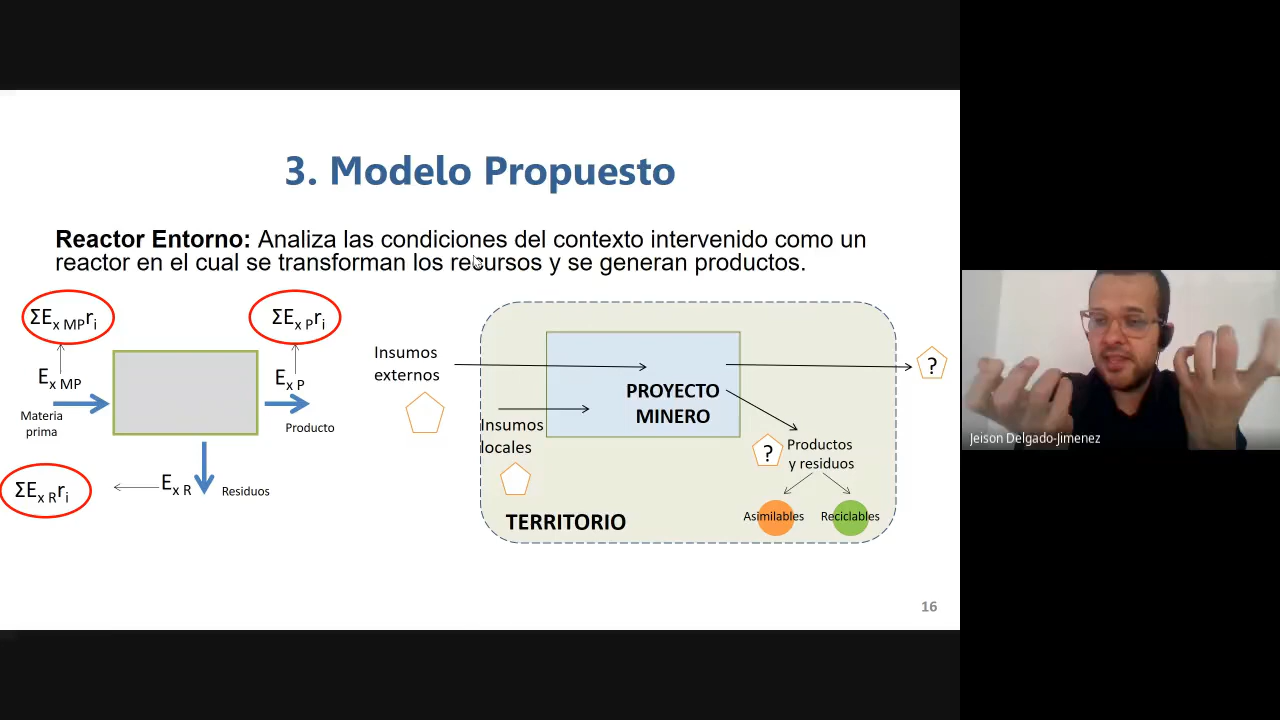 3. Modelo Propuesto
Reactor Entorno: Analiza las condiciones del contexto intervenido como un
reactor en el cual se transforman los recursos y se generan productos.
ΣEx MPri
ΣEx Pri
Ex MP
Ex P
Materia
prima
Producto
ΣEx Rri
Ex R
Residuos
Insumos
externos
Insumos
locales
PROYECTO
MINERO
?
?
Productos
y residuos
Asimilables
Reciclables
TERRITORIO
16
Jeison Delgado-Jimenez